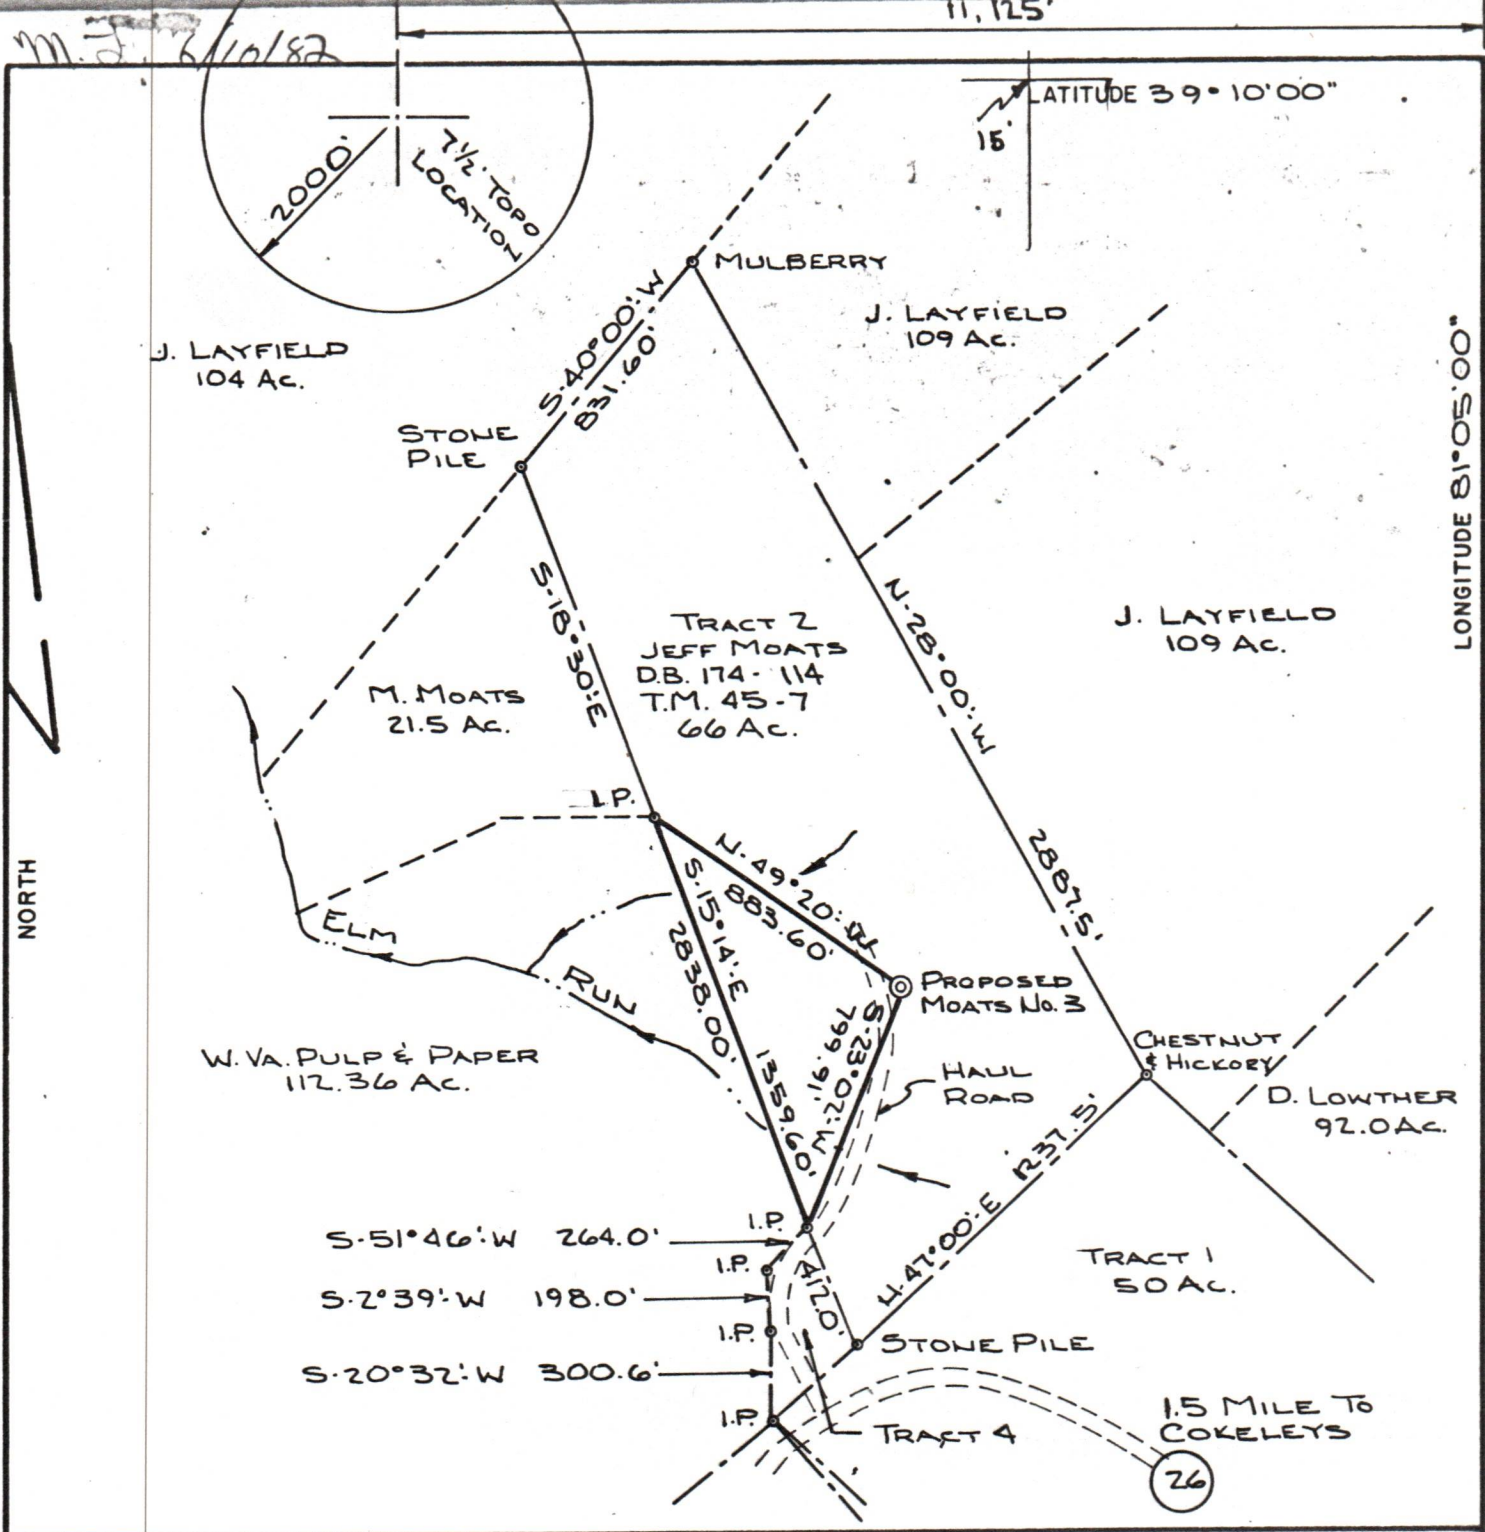 11,125'
M.J. 6/10/82
LATITUDE 39°10'00"
15'
2000'
7½' TOPO
LOCATION
MULBERRY
J. LAYFIELD
109 Ac.
J. LAYFIELD
104 Ac.
S·40°00'·W
831.60'
LONGITUDE 81°05'00"
STONE
PILE
S·18°30'·E
N·28°00'·W
2887.5'
TRACT 2
JEFF MOATS
D.B. 174-114
T.M. 45-7
66 Ac.
J. LAYFIELD
109 Ac.
M. MOATS
21.5 Ac.
NORTH
I.P.
N·49°20'·W
883.60'
S·15°14'·E
2838.00'
1359.60'
ELM
RUN
PROPOSED
MOATS No. 3
S·23°02'·W
799.91'
W. VA. PULP & PAPER
112.36 Ac.
HAUL
ROAD
CHESTNUT
& HICKORY
D. LOWTHER
92.0 Ac.
N·47°00'·E 1237.5'
S·51°46'·W 264.0'
I.P.
I.P.
S·2°39'·W 198.0'
412.0'
TRACT 1
50 Ac.
I.P.
STONE PILE
S·20°32'·W 300.6'
I.P.
TRACT 4
1.5 MILE TO
COKELEYS
26